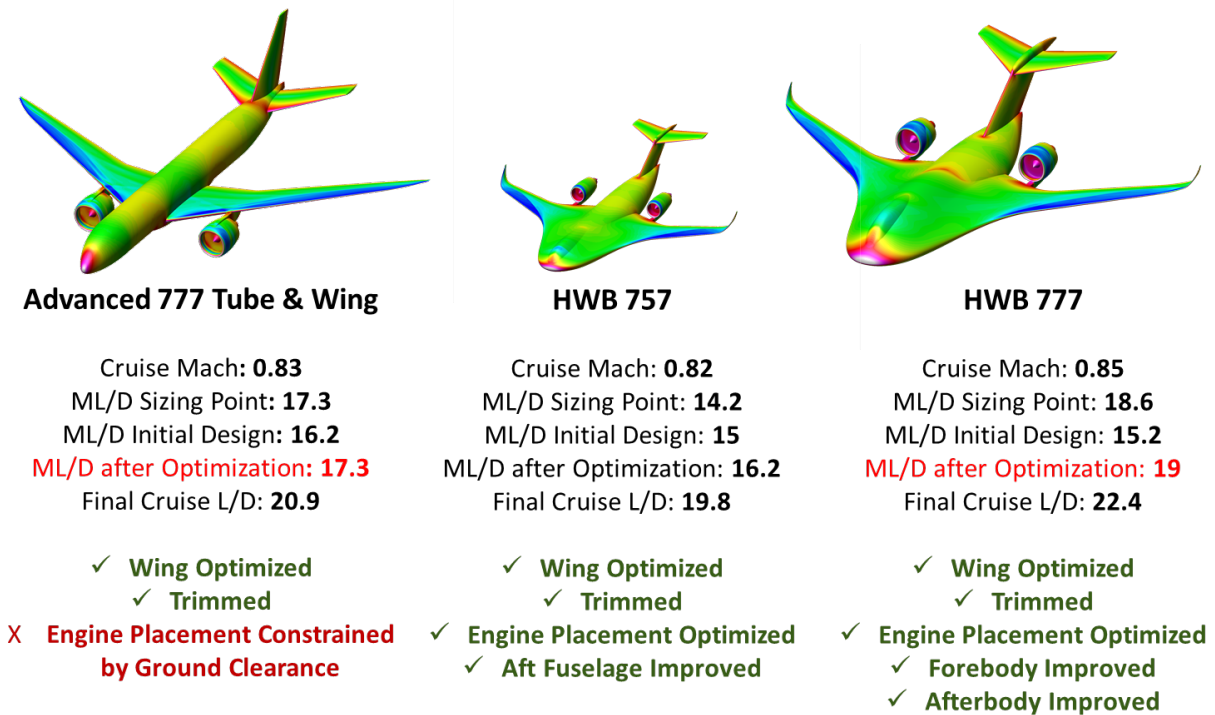 Advanced 777 Tube & Wing
Cruise Mach: 0.83
ML/D Sizing Point: 17.3
ML/D Initial Design: 16.2
ML/D after Optimization: 17.3
Final Cruise L/D: 20.9
✓ Wing Optimized
✓ Trimmed
X Engine Placement Constrained
by Ground Clearance
HWB 757
Cruise Mach: 0.82
ML/D Sizing Point: 14.2
ML/D Initial Design: 15
ML/D after Optimization: 16.2
Final Cruise L/D: 19.8
✓ Wing Optimized
✓ Trimmed
✓ Engine Placement Optimized
✓ Aft Fuselage Improved
HWB 777
Cruise Mach: 0.85
ML/D Sizing Point: 18.6
ML/D Initial Design: 15.2
ML/D after Optimization: 19
Final Cruise L/D: 22.4
✓ Wing Optimized
✓ Trimmed
✓ Engine Placement Optimized
✓ Forebody Improved
✓ Afterbody Improved